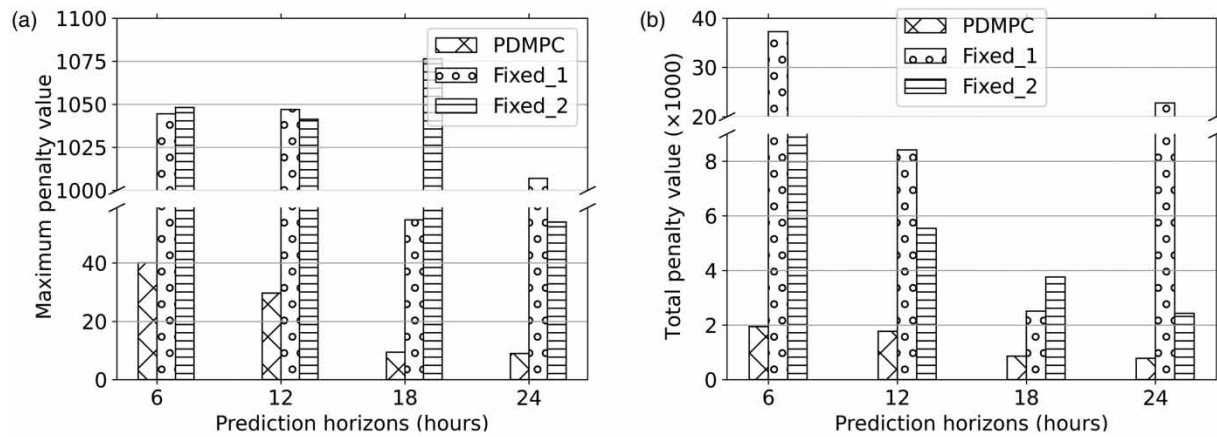 (a)
Maximum penalty value
1100
1075
1050
1025
1000
40
20
0
PDMPC
Fixed_1
Fixed_2
6 12 18 24
Prediction horizons (hours)
(b)
Total penalty value (×1000)
40
30
20
8
6
4
2
0
PDMPC
Fixed_1
Fixed_2
6 12 18 24
Prediction horizons (hours)